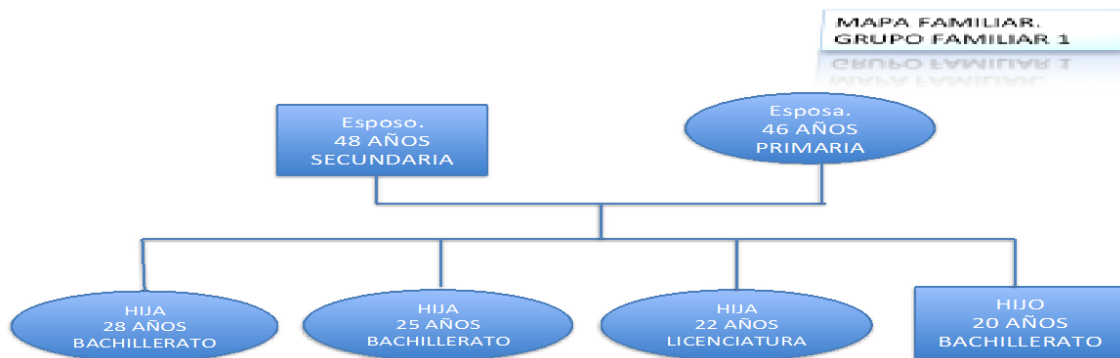 MAPA FAMILIAR.
GRUPO FAMILIAR 1
Esposo.
48 AÑOS
SECUNDARIA
Esposa.
46 AÑOS
PRIMARIA
HIJA
28 AÑOS
BACHILLERATO
HIJA
25 AÑOS
BACHILLERATO
HIJA
22 AÑOS
LICENCIATURA
HIJO
20 AÑOS
BACHILLERATO